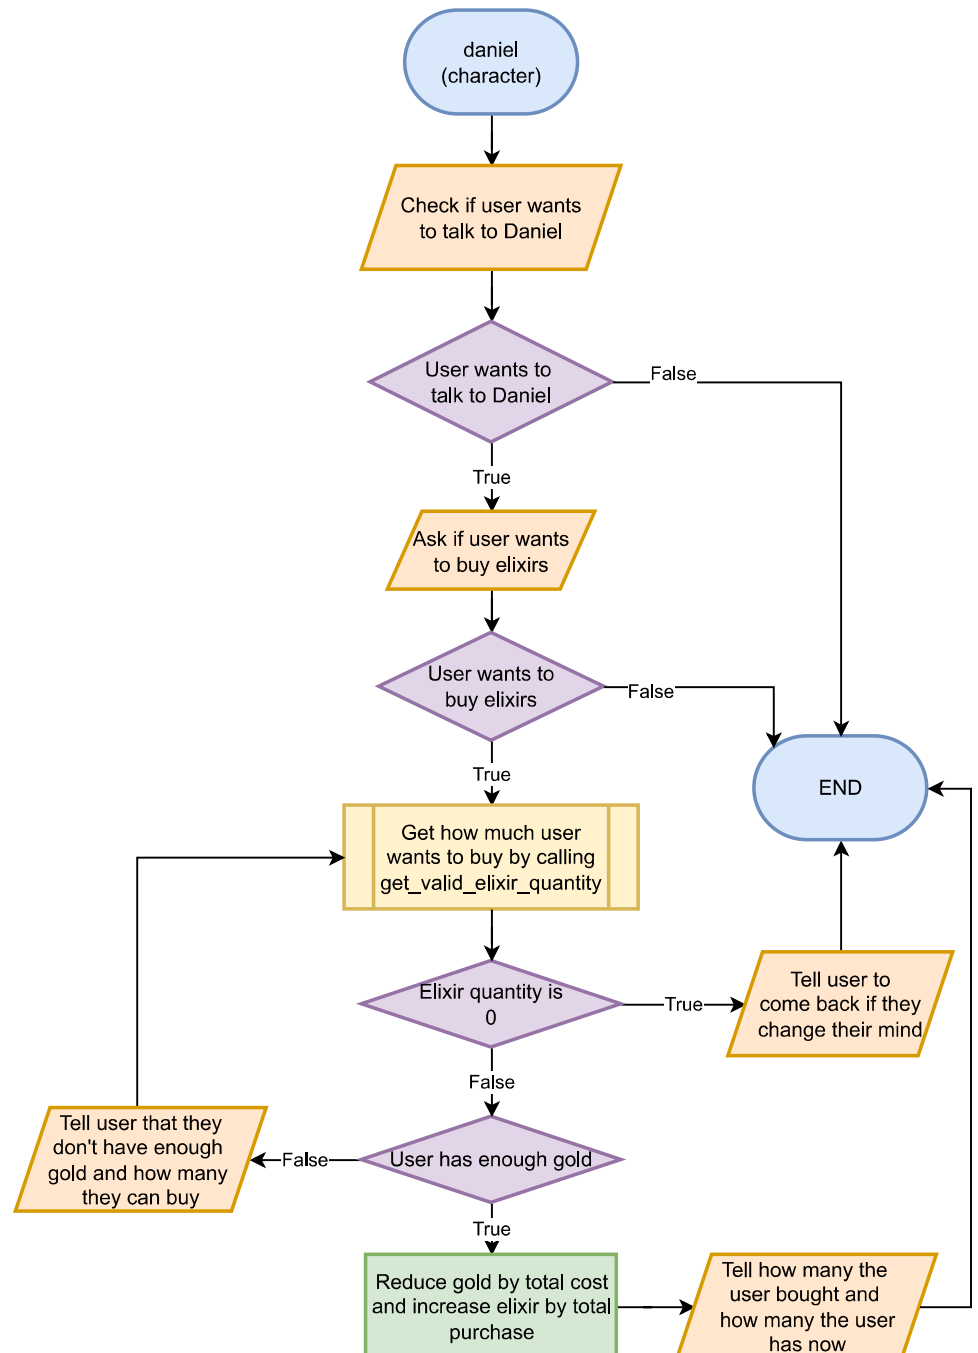 daniel
(character)
Check if user wants
to talk to Daniel
User wants to
talk to Daniel
False
True
Ask if user wants
to buy elixirs
User wants to
buy elixirs
False
True
END
Get how much user
wants to buy by calling
get_valid_elixir_quantity
Elixir quantity is
0
True
Tell user to
come back if they
change their mind
False
User has enough gold
False
Tell user that they
don't have enough
gold and how many
they can buy
True
Reduce gold by total cost
and increase elixir by total
purchase
Tell how many the
user bought and
how many the user
has now